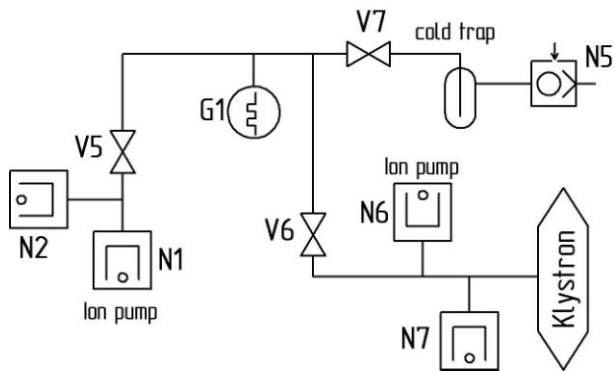 V7
cold trap
N5
G1
V5
Ion pump
N6
V6
N2
N1
Ion pump
N7
Klystron